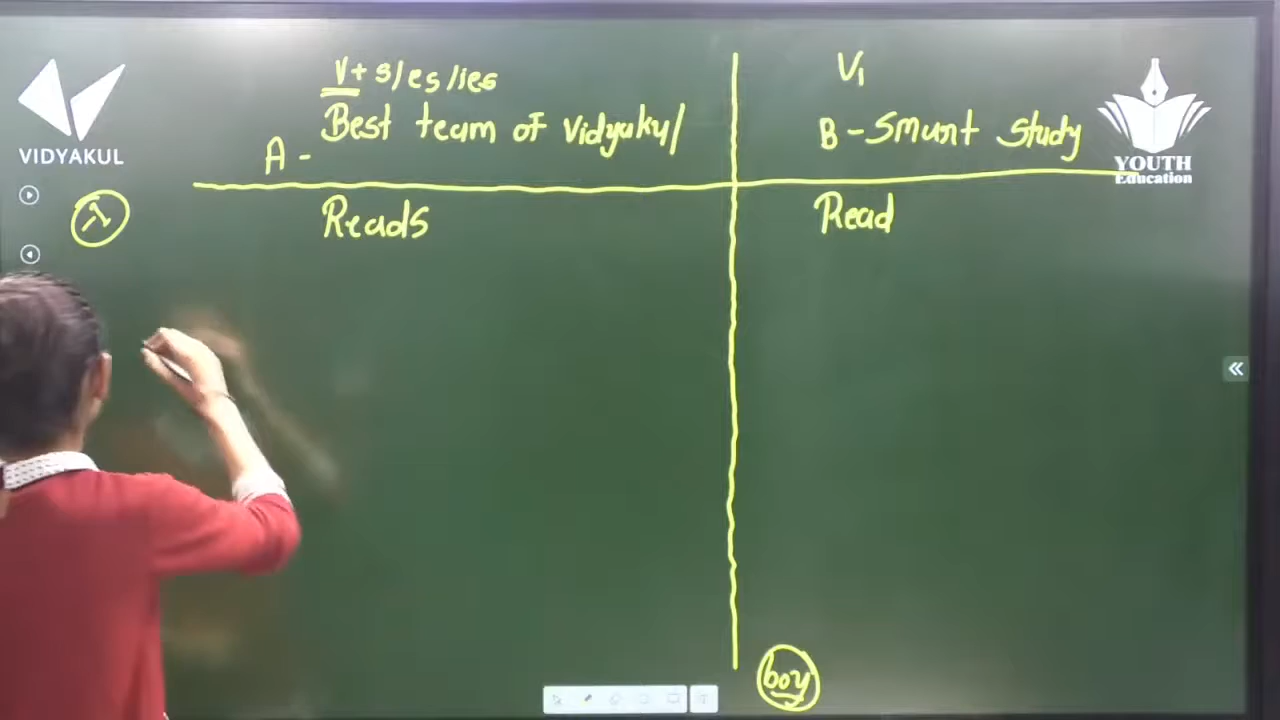 V+ s/es/ies
V1
Best team of Vidyakul
A -
B - Smart Study
VIDYAKUL
YOUTH
Education
Reads
Read
boy